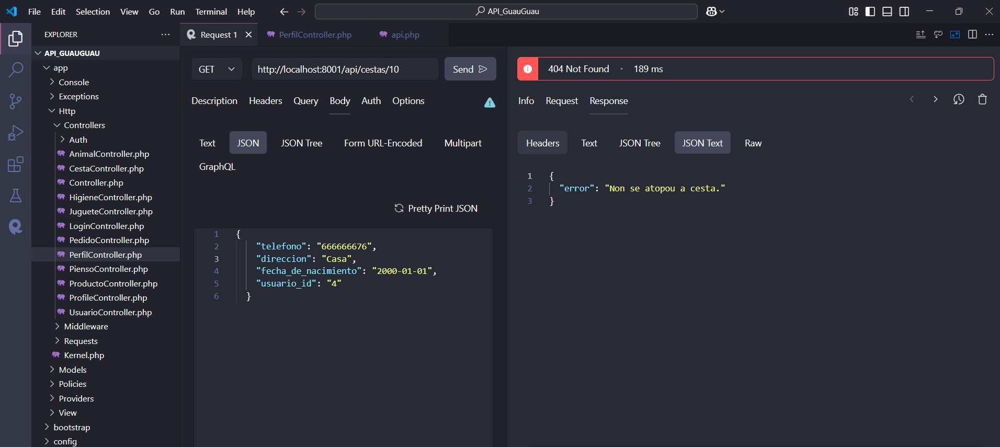 File Edit Selection View Go Run Terminal Help
API_GuauGuau
EXPLORER
API_GUAUGUAU
app
Console
Exceptions
Http
Controllers
Auth
AnimalController.php
CestaController.php
Controller.php
HigieneController.php
JugueteController.php
LoginController.php
PedidoController.php
PerfilController.php
PiensoController.php
ProductoController.php
ProfileController.php
UsuarioController.php
Middleware
Requests
Kernel.php
Models
Policies
Providers
View
bootstrap
config
Request 1 PerfilController.php api.php
GET http://localhost:8001/api/cestas/10 Send
Description Headers Query Body Auth Options
Text JSON JSON Tree Form URL-Encoded Multipart
GraphQL
Pretty Print JSON
1 {
2 "telefono": "666666676",
3 "direccion": "Casa",
4 "fecha_de_nacimiento": "2000-01-01",
5 "usuario_id": "4"
6 }
404 Not Found · 189 ms
Info Request Response
Headers Text JSON Tree JSON Text Raw
1 {
2 "error": "Non se atopou a cesta."
3 }